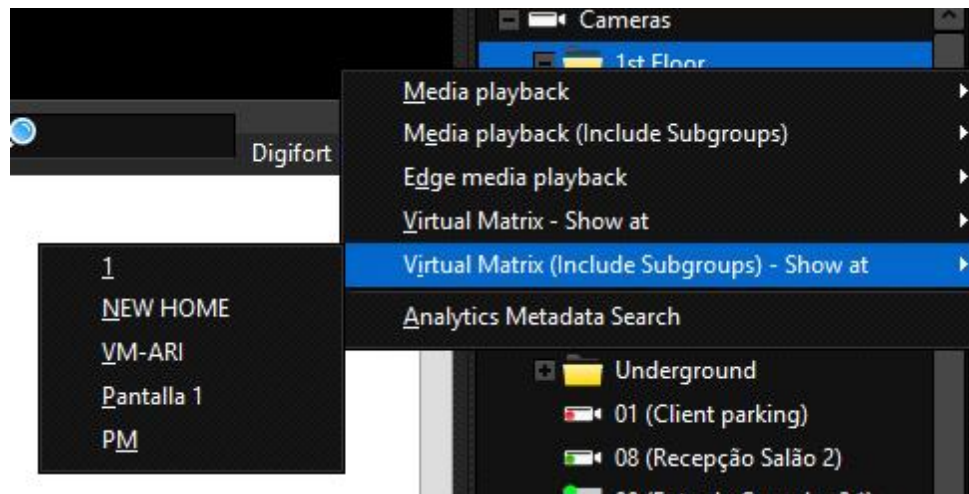 Cameras
1st Floor
Media playback
Media playback (Include Subgroups)
Digifort
Edge media playback
Virtual Matrix - Show at
Virtual Matrix (Include Subgroups) - Show at
Analytics Metadata Search
1
NEW HOME
VM-ARI
Pantalla 1
PM
Underground
01 (Client parking)
08 (Recepção Salão 2)